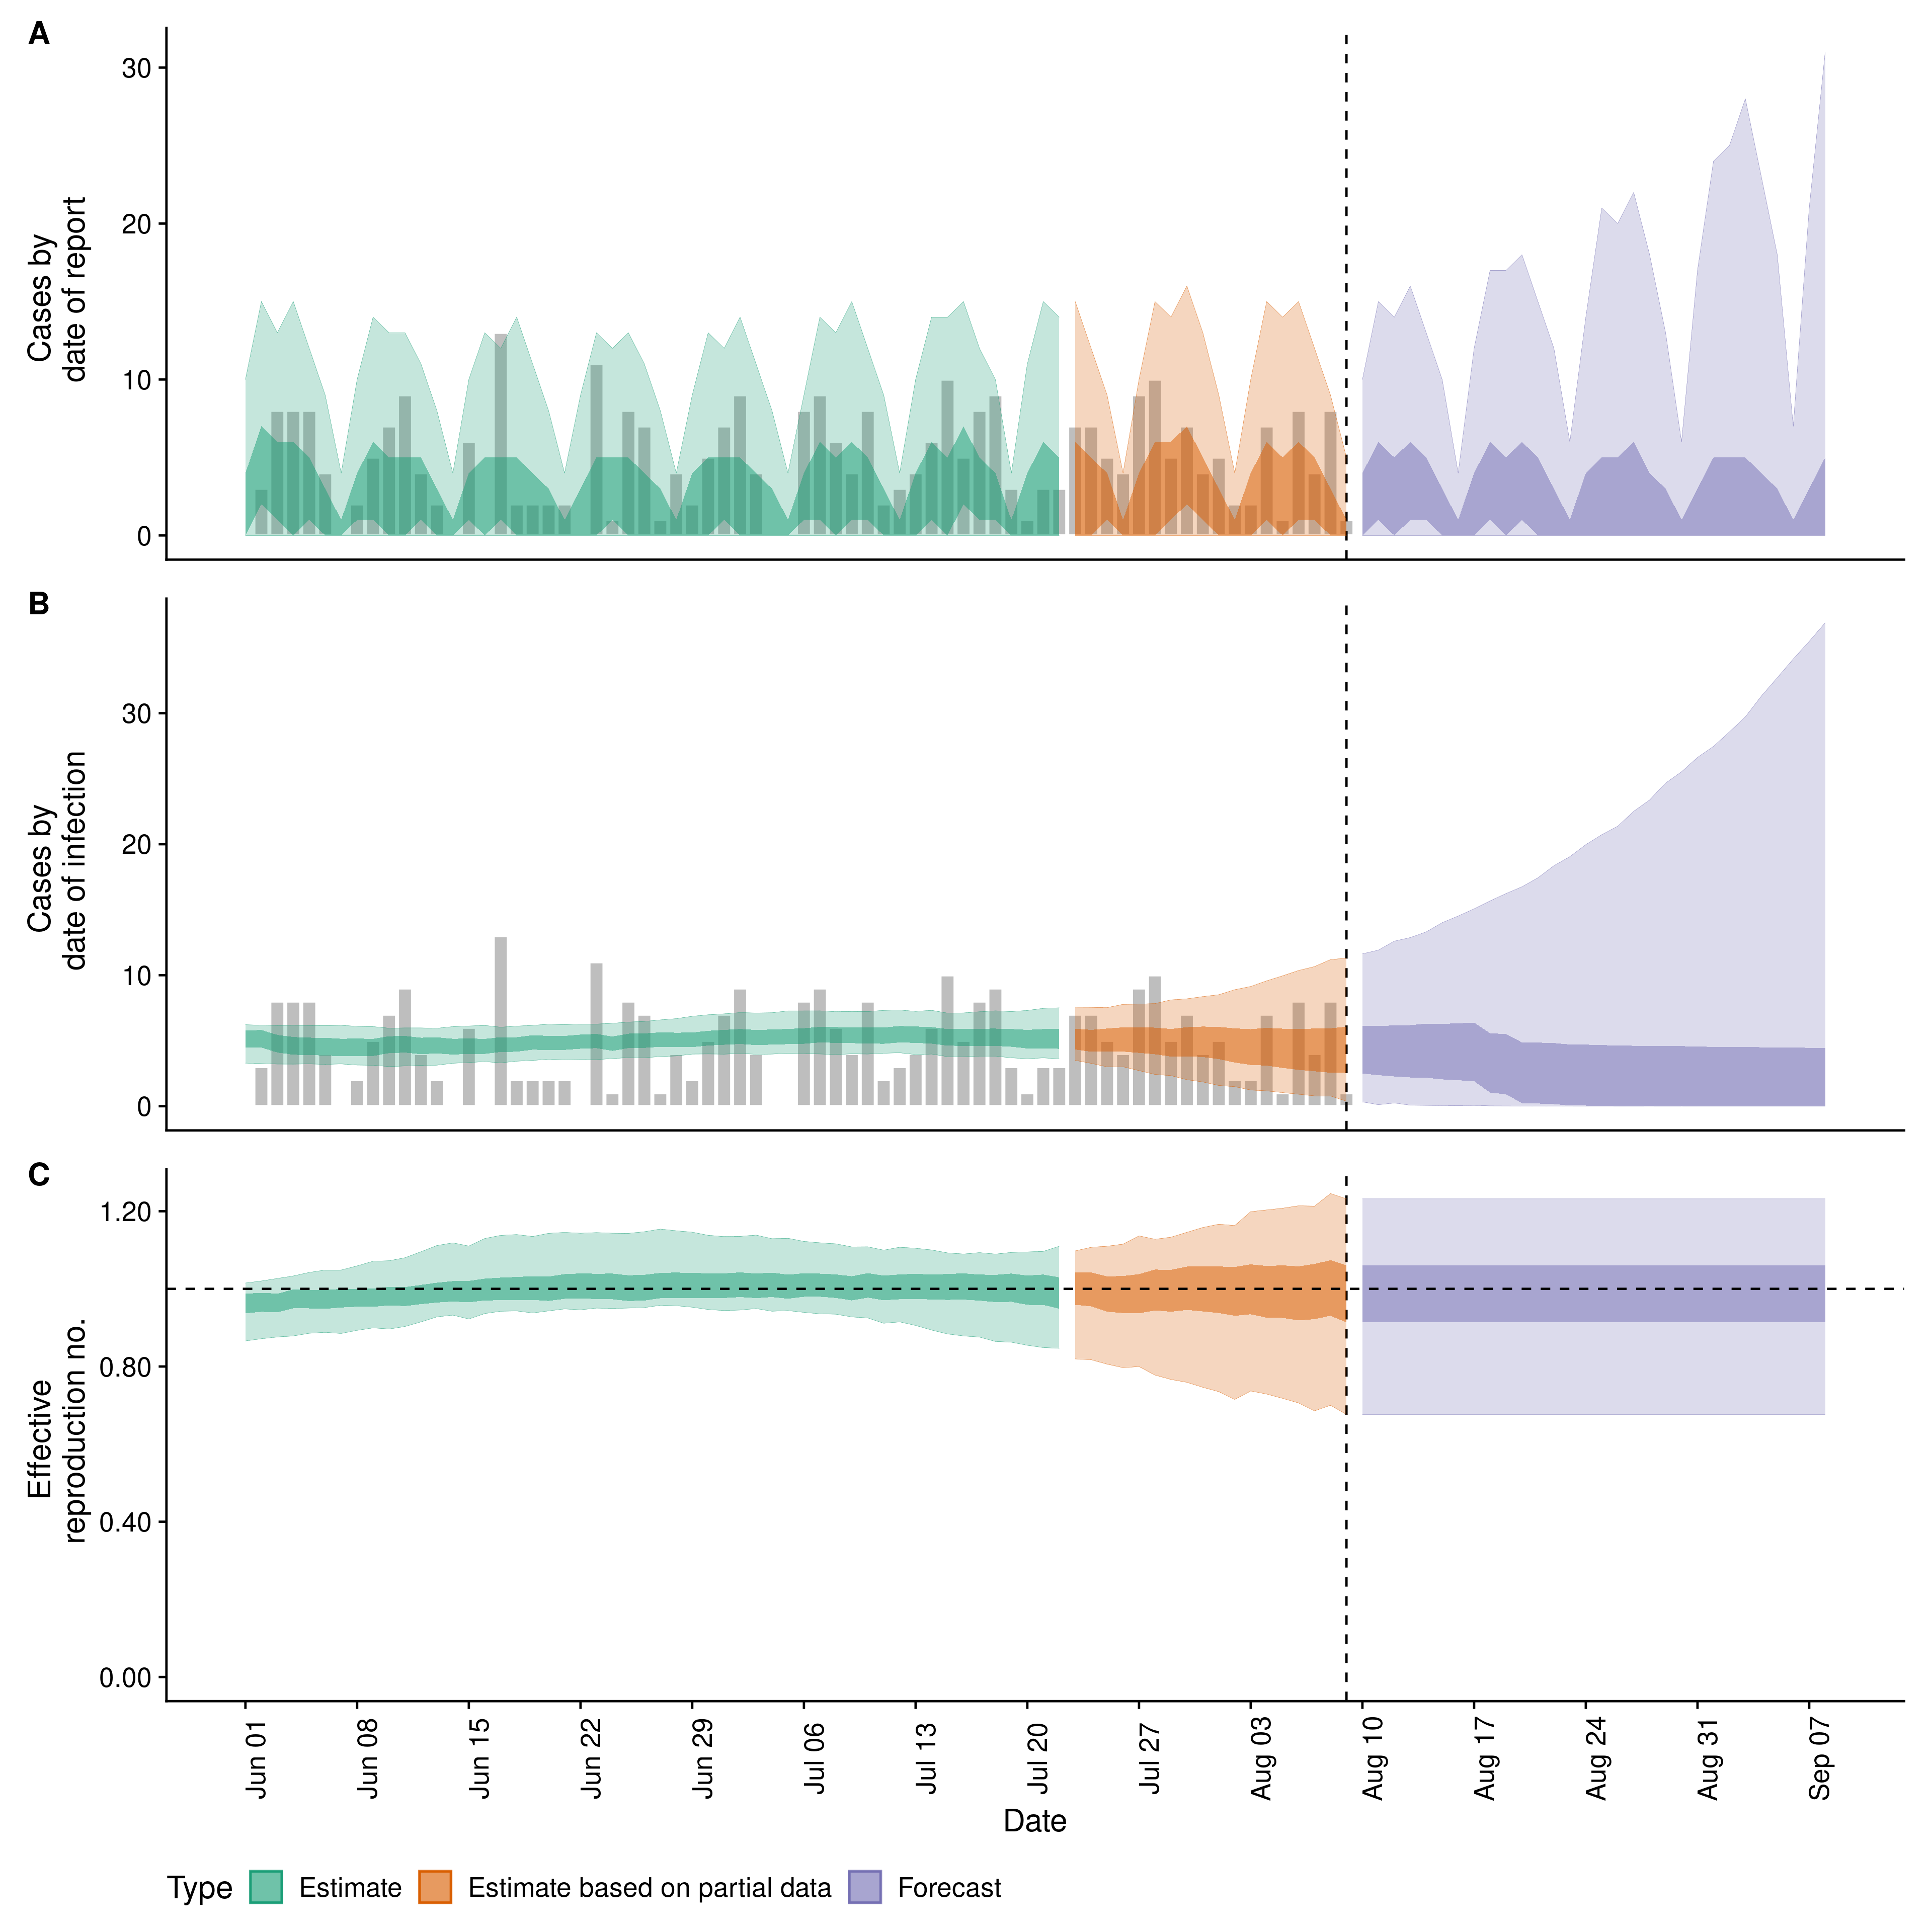 A
30
20
10
0
Cases by
date of report
B
30
20
10
0
Cases by
date of infection
C
1.20
0.80
0.40
0.00
Effective
reproduction no.
Jun 01
Jun 08
Jun 15
Jun 22
Jun 29
Jul 06
Jul 13
Jul 20
Jul 27
Aug 03
Aug 10
Aug 17
Aug 24
Aug 31
Sep 07
Date
Type Estimate Estimate based on partial data Forecast